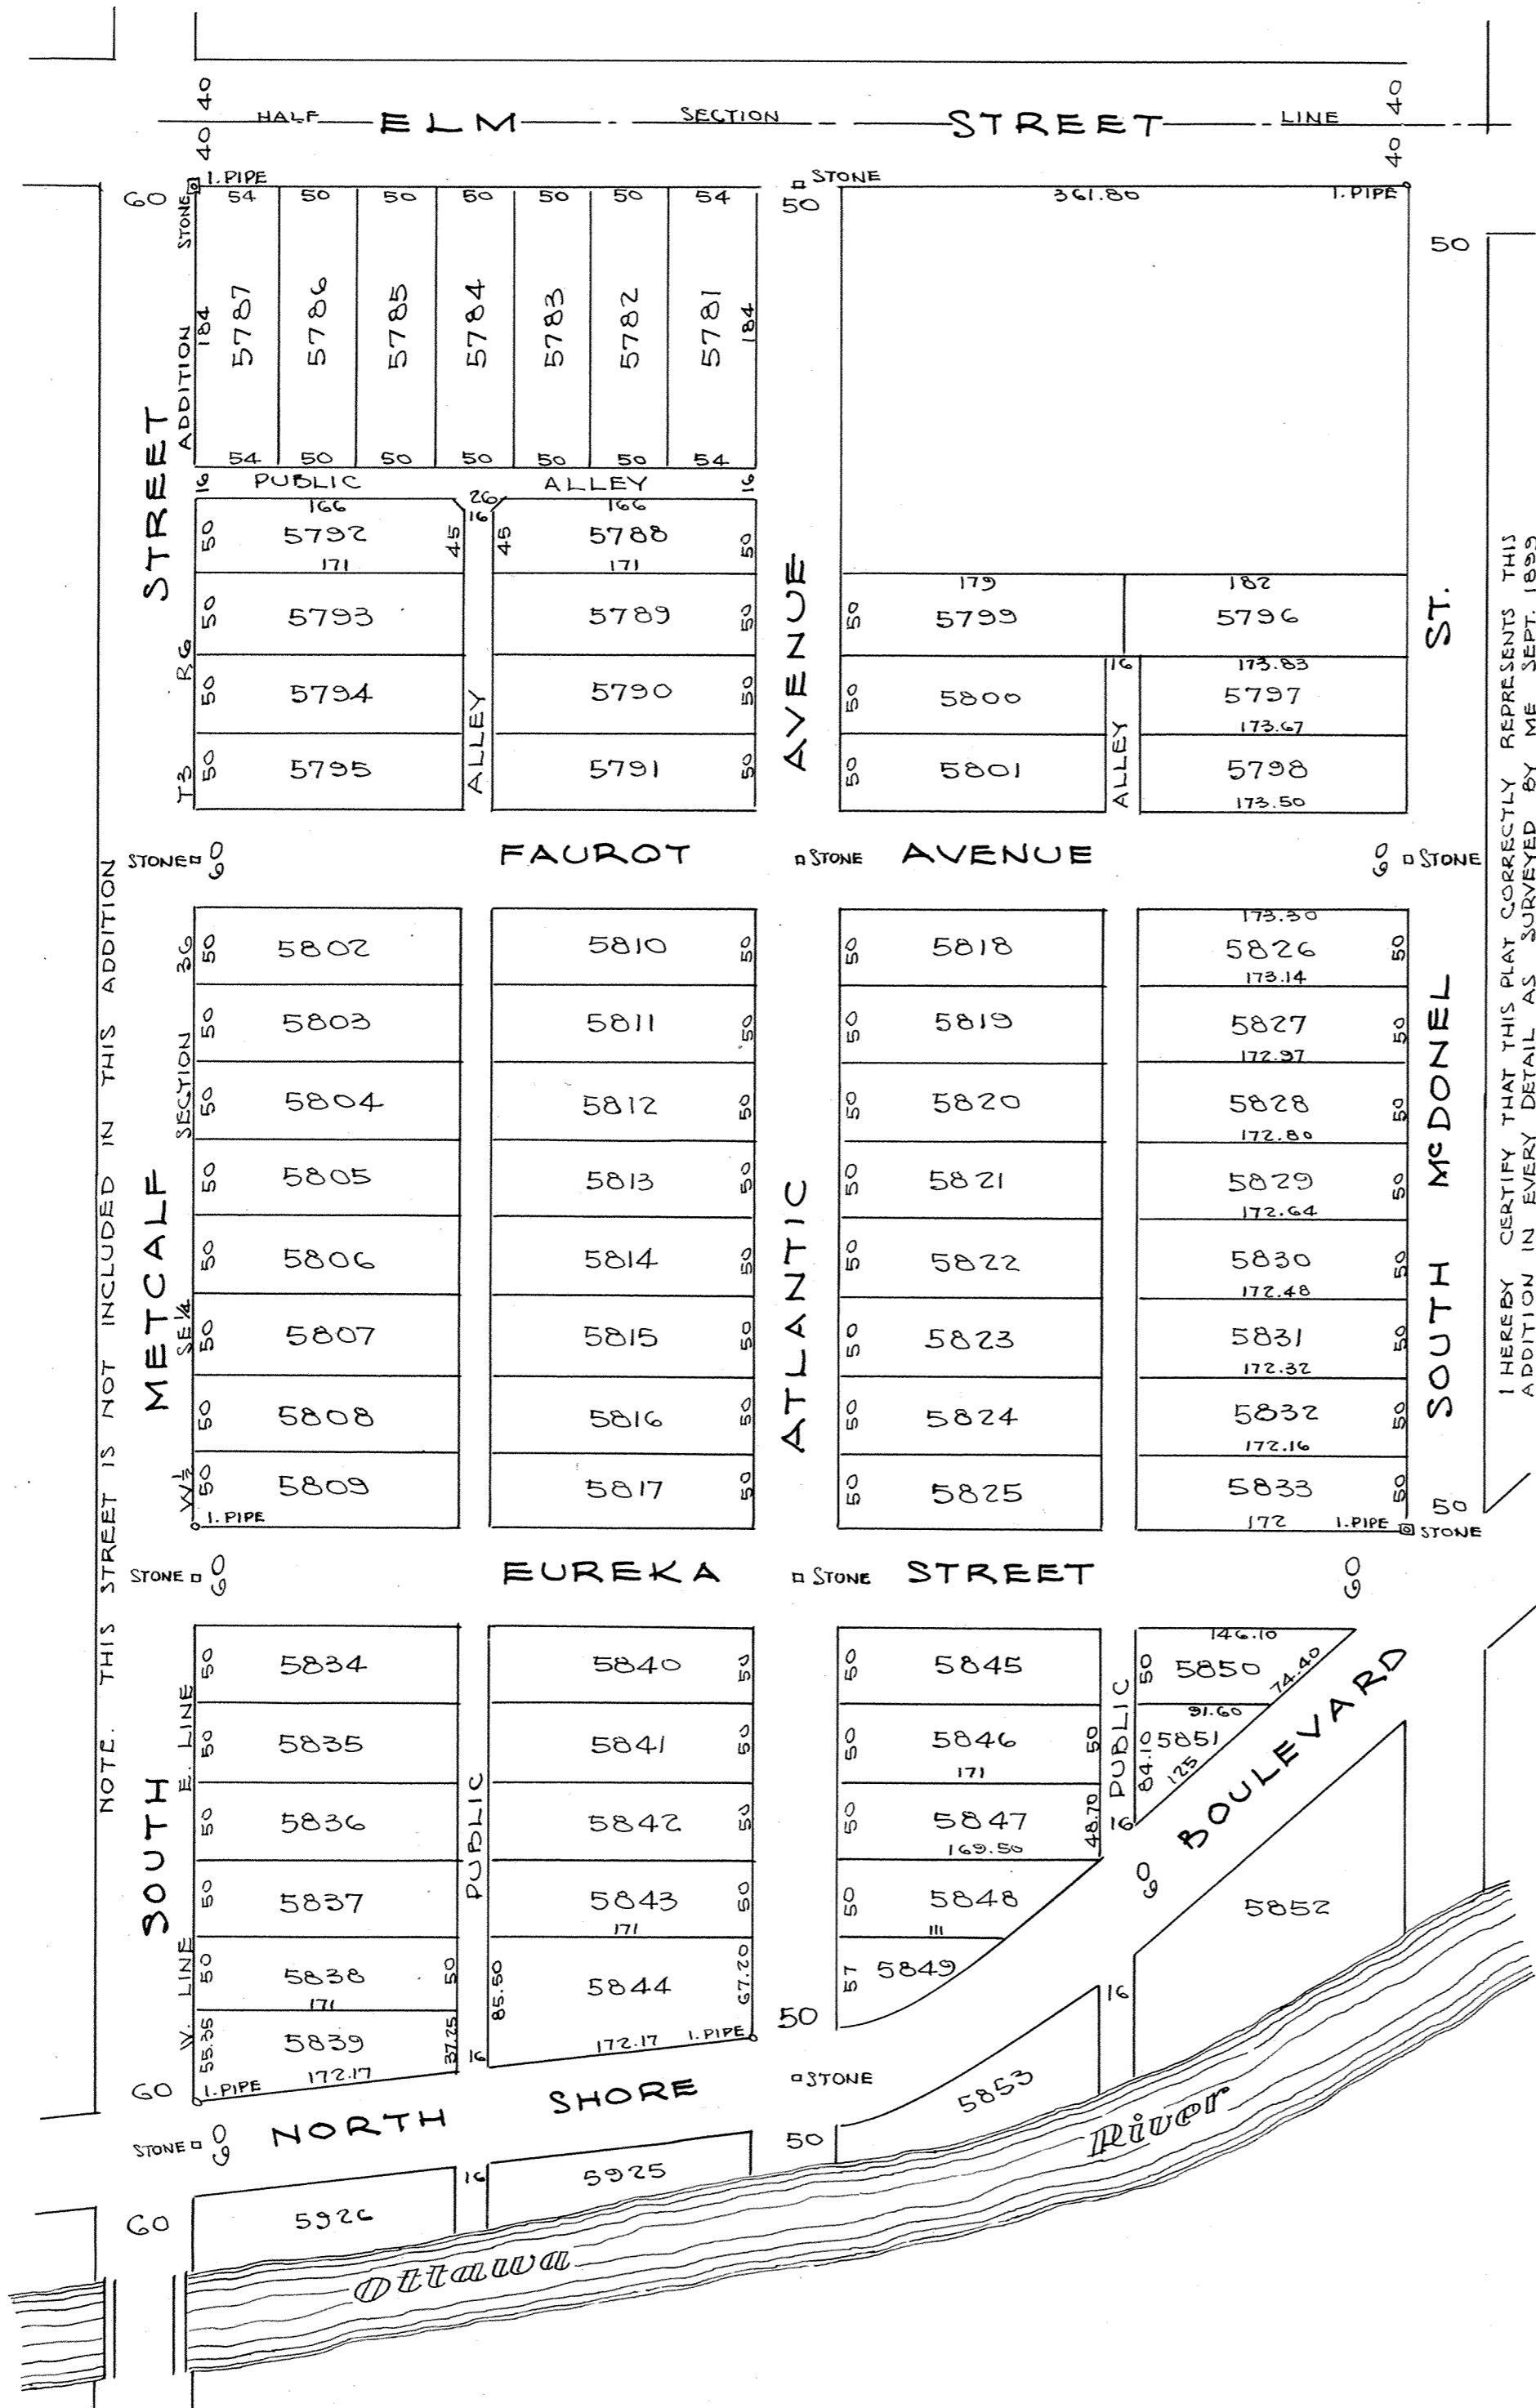 40 40
HALF ELM SECTION STREET LINE
40 40
I. PIPE STONE
60 54 50 50 50 50 50 54 50 361.80 I. PIPE
STONE
50
184 5787 5786 5785 5784 5783 5782 5781 184
ADDITION
54 50 50 50 50 50 54
16 PUBLIC ALLEY 16
166 26 166
16
50 5792 45 45 5788 50
171 171
179 182
50 5793 5789 50 50 5799 5796
R6
16 173.83
50 5794 5790 50 50 5800 5797
173.67
ALLEY ALLEY
T3 50 5795 5791 50 50 5801 5798
173.50
STONE 60 FAUROT STONE AVENUE 60 STONE
173.30
36 50 5802 5810 50 50 5818 5826 50
173.14
50 5803 5811 50 50 5819 5827 50
172.97
SECTION
50 5804 5812 50 50 5820 5828 50
172.80
50 5805 5813 50 50 5821 5829 50
172.64
50 5806 5814 50 50 5822 5830 50
172.48
SE 1/4
50 5807 5815 50 50 5823 5831 50
172.32
50 5808 5816 50 50 5824 5832 50
172.16
W 1/2
50 5809 5817 50 50 5825 5833 50
50
I. PIPE 172 I. PIPE STONE
STONE 60 EUREKA STONE STREET 60
146.10
50 5834 5840 50 50 5845 50 5850 74.40
91.60
E. LINE
50 5835 5841 50 50 5846 50 84.10 5851 125
171
PUBLIC PUBLIC
50 5836 5842 50 50 5847 48.70 16
169.50
BOULEVARD
60
50 5837 5843 50 50 5848 5852
171 111
W. LINE
50 5838 50 85.50 5844 67.20 57 5849 16
171
50
55.35 5839 37.25 16 172.17 I. PIPE
60 I. PIPE 172.17
STONE 5853
STONE 60 NORTH SHORE
50
16 5925
60 5926
Ottawa River
SOUTH METCALF STREET
ATLANTIC AVENUE
SOUTH McDONEL ST.
NOTE. THIS STREET IS NOT INCLUDED IN THIS ADDITION
I HEREBY CERTIFY THAT THIS PLAT CORRECTLY REPRESENTS THIS
ADDITION IN EVERY DETAIL AS SURVEYED BY ME SEPT. 1899